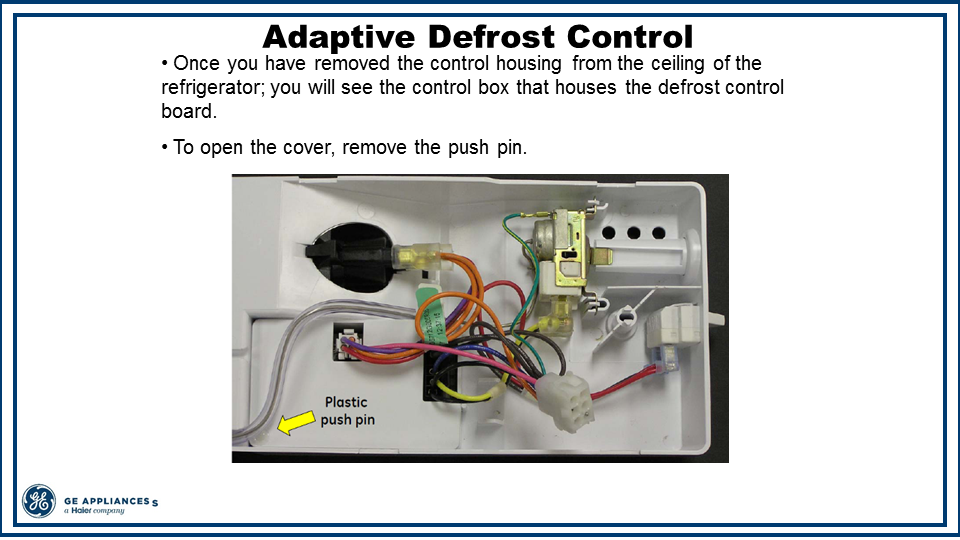 Adaptive Defrost Control
• Once you have removed the control housing from the ceiling of the
refrigerator; you will see the control box that houses the defrost control
board.
• To open the cover, remove the push pin.
Plastic
push pin
GE APPLIANCES s
a Haier company